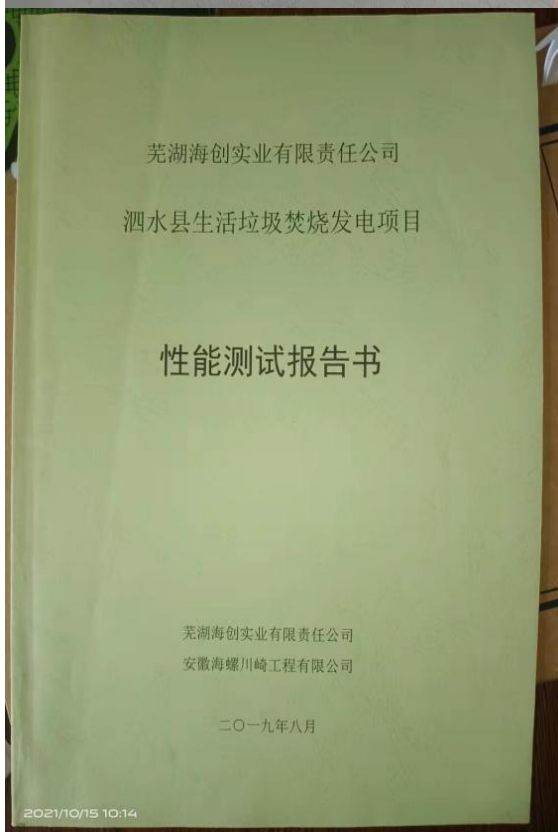 芜湖海创实业有限责任公司
泗水县生活垃圾焚烧发电项目
性能测试报告书
芜湖海创实业有限责任公司
安徽海螺川崎工程有限公司
二〇一九年八月
2021/10/15 10:14